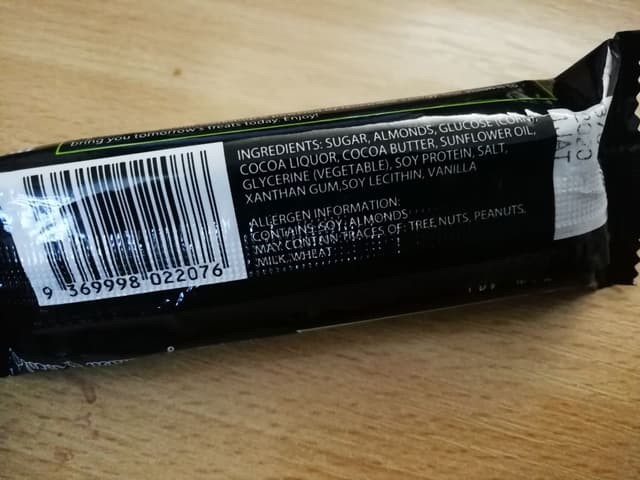 bring you tomorrow's treats today. Enjoy!
INGREDIENTS: SUGAR, ALMONDS, GLUCOSE (CORN),
COCOA LIQUOR, COCOA BUTTER, SUNFLOWER OIL,
GLYCERINE (VEGETABLE), SOY PROTEIN, SALT,
XANTHAN GUM,SOY LECITHIN, VANILLA
ALLERGEN INFORMATION:
CONTAINS:SOY, ALMONDS
MAY CONTAIN TRACES OF: TREE NUTS, PEANUTS.
MILK, WHEAT
9 369998 022076